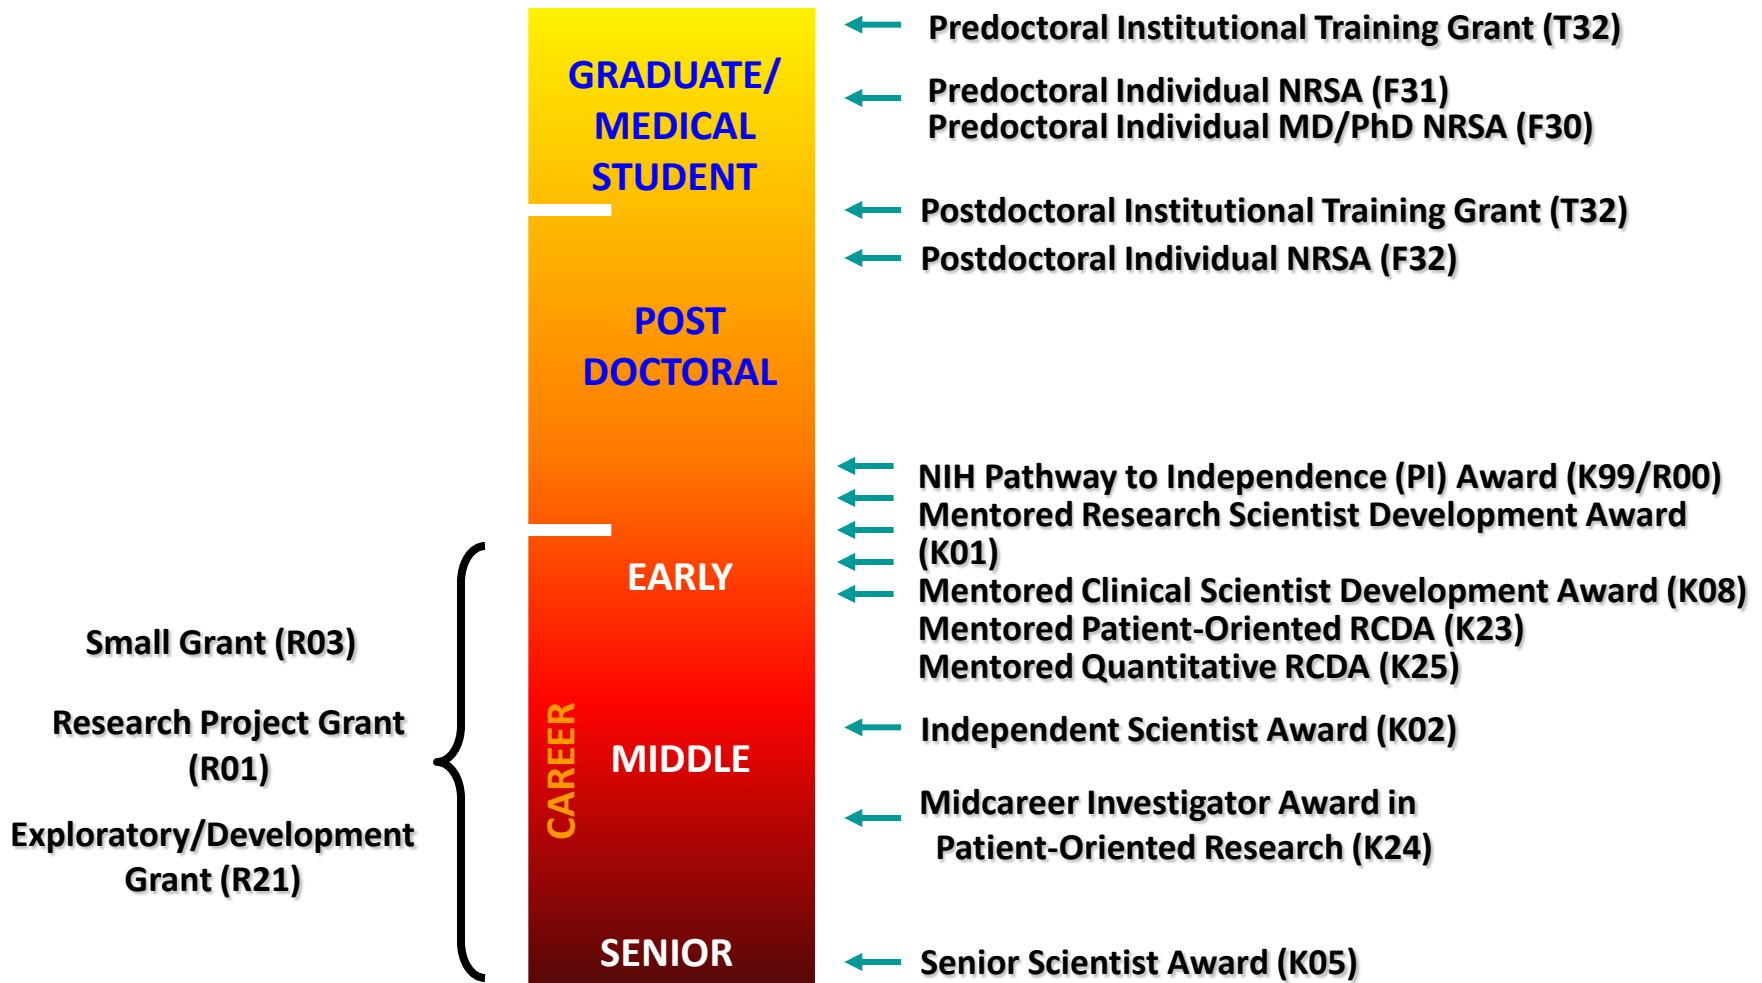 GRADUATE/
MEDICAL
STUDENT
POST
DOCTORAL
EARLY
MIDDLE
SENIOR
CAREER
Small Grant (R03)
Research Project Grant
(R01)
Exploratory/Development
Grant (R21)
Predoctoral Institutional Training Grant (T32)
Predoctoral Individual NRSA (F31)
Predoctoral Individual MD/PhD NRSA (F30)
Postdoctoral Institutional Training Grant (T32)
Postdoctoral Individual NRSA (F32)
NIH Pathway to Independence (PI) Award (K99/R00)
Mentored Research Scientist Development Award
(K01)
Mentored Clinical Scientist Development Award (K08)
Mentored Patient-Oriented RCDA (K23)
Mentored Quantitative RCDA (K25)
Independent Scientist Award (K02)
Midcareer Investigator Award in
Patient-Oriented Research (K24)
Senior Scientist Award (K05)